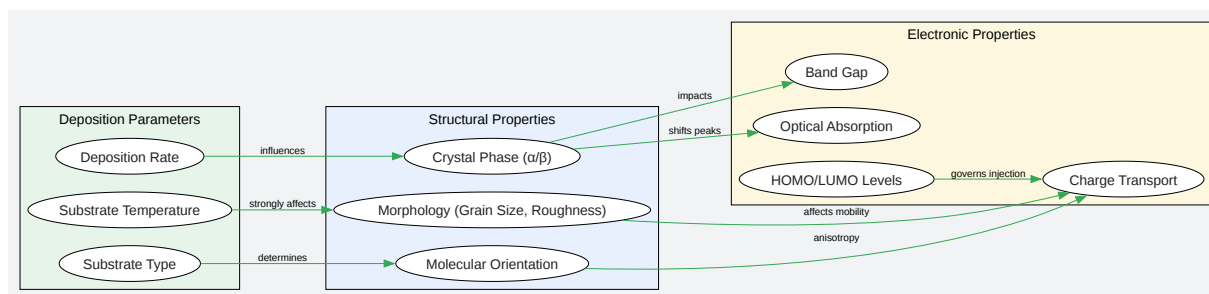 Deposition Parameters
Deposition Rate
Substrate Temperature
Substrate Type
influences
strongly affects
determines
Structural Properties
Crystal Phase (α/β)
Morphology (Grain Size, Roughness)
Molecular Orientation
impacts
shifts peaks
affects mobility
anisotropy
Electronic Properties
Band Gap
Optical Absorption
HOMO/LUMO Levels
governs injection
Charge Transport